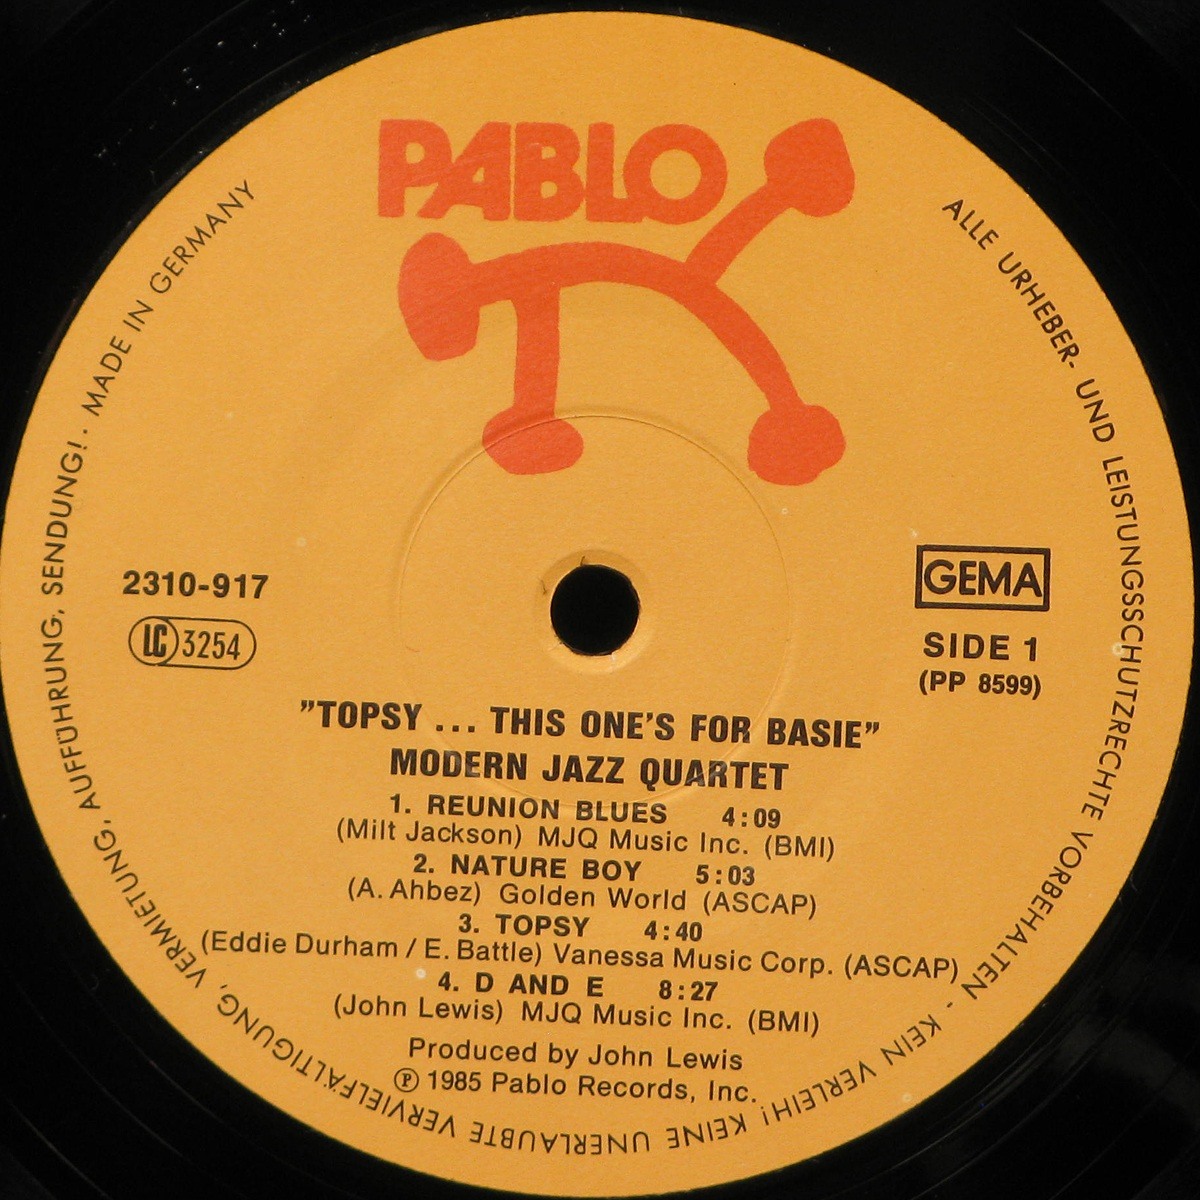 PABLO
ALLE URHEBER- UND LEISTUNGSSCHUTZRECHTE VORBEHALTEN - KEIN VERLEIH! KEINE UNERLAUBTE VERVIELFÄLTIGUNG, VERMIETUNG, AUFFÜHRUNG, SENDUNG! · MADE IN GERMANY
2310-917
LC 3254
GEMA
SIDE 1
(PP 8599)
"TOPSY ... THIS ONE'S FOR BASIE"
MODERN JAZZ QUARTET
1. REUNION BLUES 4:09
(Milt Jackson) MJQ Music Inc. (BMI)
2. NATURE BOY 5:03
(A. Ahbez) Golden World (ASCAP)
3. TOPSY 4:40
(Eddie Durham / E. Battle) Vanessa Music Corp. (ASCAP)
4. D AND E 8:27
(John Lewis) MJQ Music Inc. (BMI)
Produced by John Lewis
Ⓟ 1985 Pablo Records, Inc.